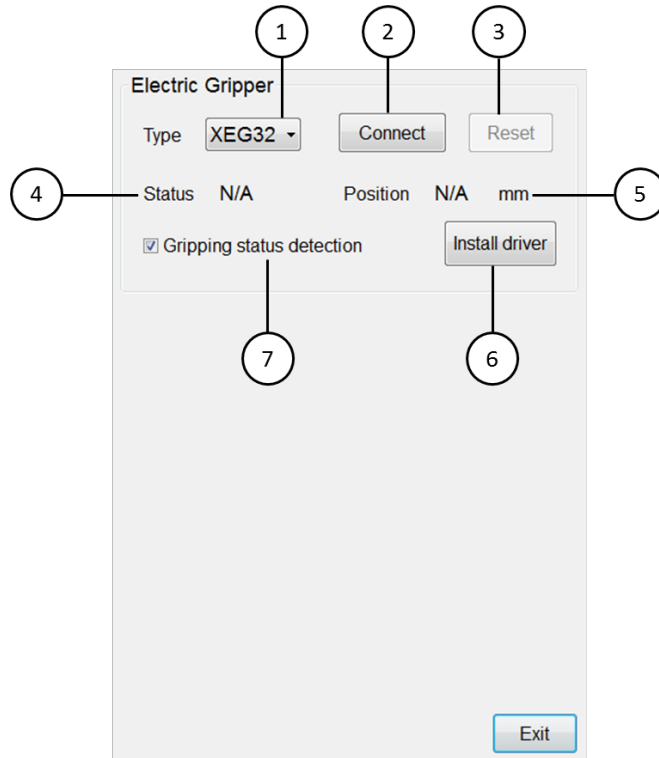 1 2 3
Electric Gripper
Type XEG32 Connect Reset
4 Status N/A Position N/A mm 5
Gripping status detection Install driver
7 6
Exit